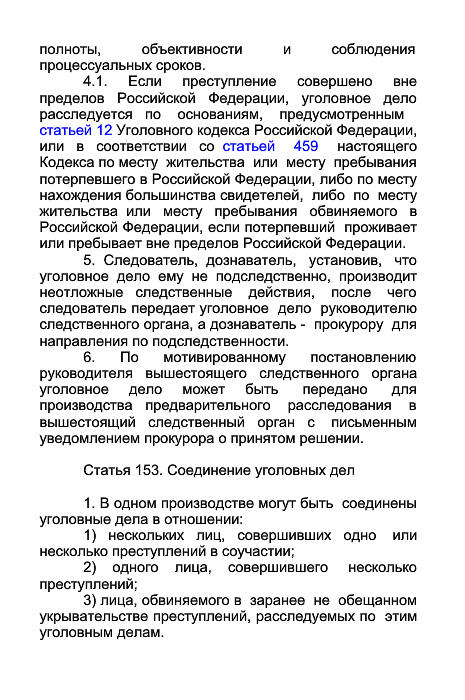 полноты, объективности и соблюдения
процессуальных сроков.
4.1. Если преступление совершено вне
пределов Российской Федерации, уголовное дело
расследуется по основаниям, предусмотренным
статьей 12 Уголовного кодекса Российской Федерации,
или в соответствии со статьей 459 настоящего
Кодекса по месту жительства или месту пребывания
потерпевшего в Российской Федерации, либо по месту
нахождения большинства свидетелей, либо по месту
жительства или месту пребывания обвиняемого в
Российской Федерации, если потерпевший проживает
или пребывает вне пределов Российской Федерации.
5. Следователь, дознаватель, установив, что
уголовное дело ему не подследственно, производит
неотложные следственные действия, после чего
следователь передает уголовное дело руководителю
следственного органа, а дознаватель - прокурору для
направления по подследственности.
6. По мотивированному постановлению
руководителя вышестоящего следственного органа
уголовное дело может быть передано для
производства предварительного расследования в
вышестоящий следственный орган с письменным
уведомлением прокурора о принятом решении.
Статья 153. Соединение уголовных дел
1. В одном производстве могут быть соединены
уголовные дела в отношении:
1) нескольких лиц, совершивших одно или
несколько преступлений в соучастии;
2) одного лица, совершившего несколько
преступлений;
3) лица, обвиняемого в заранее не обещанном
укрывательстве преступлений, расследуемых по этим
уголовным делам.